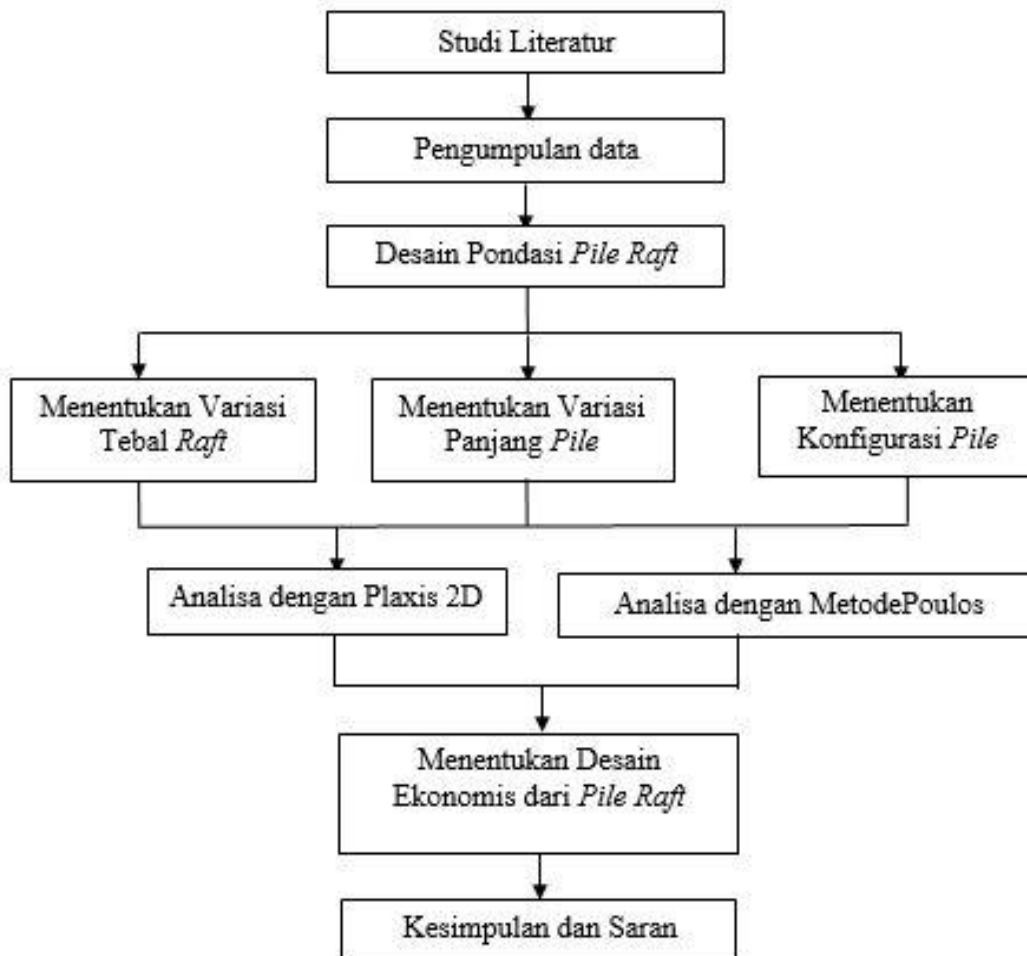 Studi Literatur
Pengumpulan data
Desain Pondasi Pile Raft
Menentukan Variasi
Tebal Raft
Menentukan Variasi
Panjang Pile
Menentukan
Konfigurasi Pile
Analisa dengan Plaxis 2D
Analisa dengan MetodePoulos
Menentukan Desain
Ekonomis dari Pile Raft
Kesimpulan dan Saran